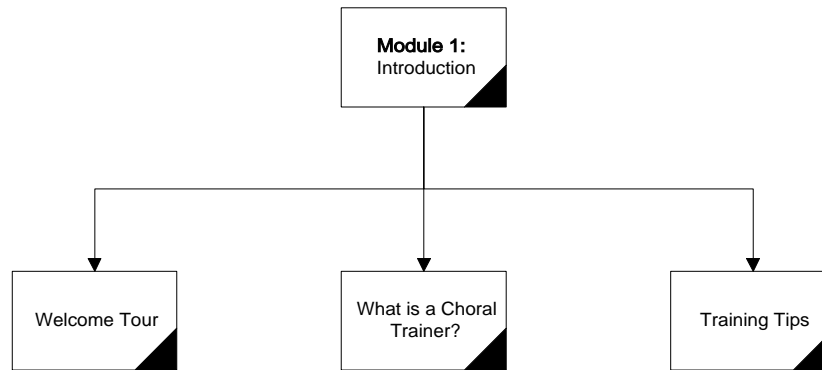 Module 1:
Introduction
Welcome Tour
What is a Choral
Trainer?
Training Tips